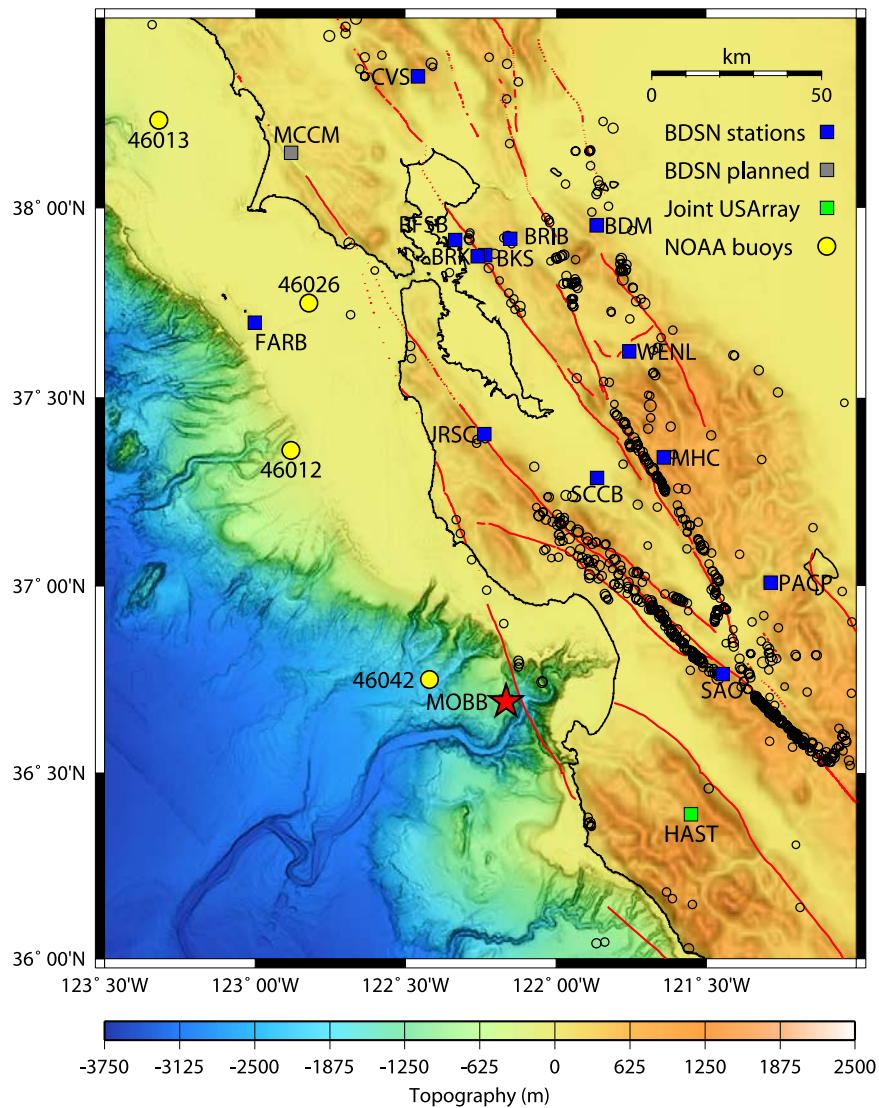 km
0 50
CVS
46013
MCCM
BDSN stations
BDSN planned
Joint USArray
NOAA buoys
38° 00'N
BFSB
BRIB
BDM
BRK
BKS
46026
FARB
WENL
37° 30'N
JRSC
46012
MHC
SCCB
37° 00'N
PACP
46042
MOBB
SAO
36° 30'N
HAST
36° 00'N
123° 30'W 123° 00'W 122° 30'W 122° 00'W 121° 30'W
-3750 -3125 -2500 -1875 -1250 -625 0 625 1250 1875 2500
Topography (m)